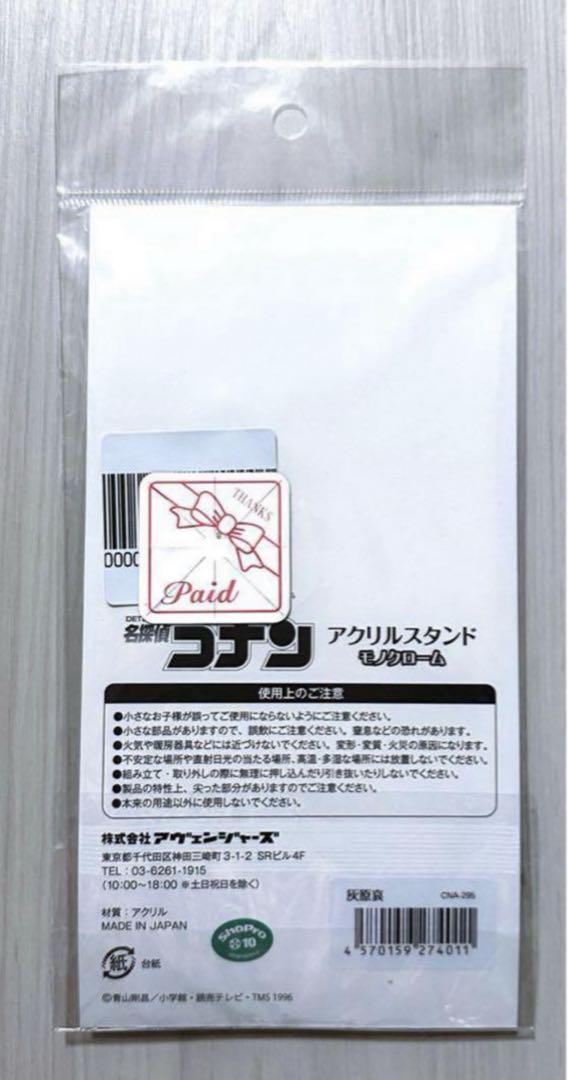 0000
THANKS
Paid
DET
名探偵コナン アクリルスタンド
モノクローム
使用上のご注意
●小さなお子様が誤ってご使用にならないようにご注意ください。
●小さな部品がありますので、誤飲にご注意ください。窒息などの恐れがあります。
●火気や暖房器具などには近づけないでください。変形・変質・火災の原因になります。
●不安定な場所や直射日光の当たる場所、高温・多湿な場所には放置しないでください。
●組み立て・取り外しの際に無理に押し込んだり引き抜いたりしないでください。
●製品の特性上、尖った部分がありますのでご注意ください。
●本来の用途以外に使用しないでください。
株式会社アヴェンジャーズ
東京都千代田区神田三崎町3-1-2 SRビル4F
TEL：03-6261-1915
（10:00〜18:00 ※土日祝日を除く）
材質：アクリル
MADE IN JAPAN
ShoPro
10
灰原哀 CNA-295
4 570159 274011
紙 台紙
©青山剛昌／小学館・読売テレビ・TMS 1996